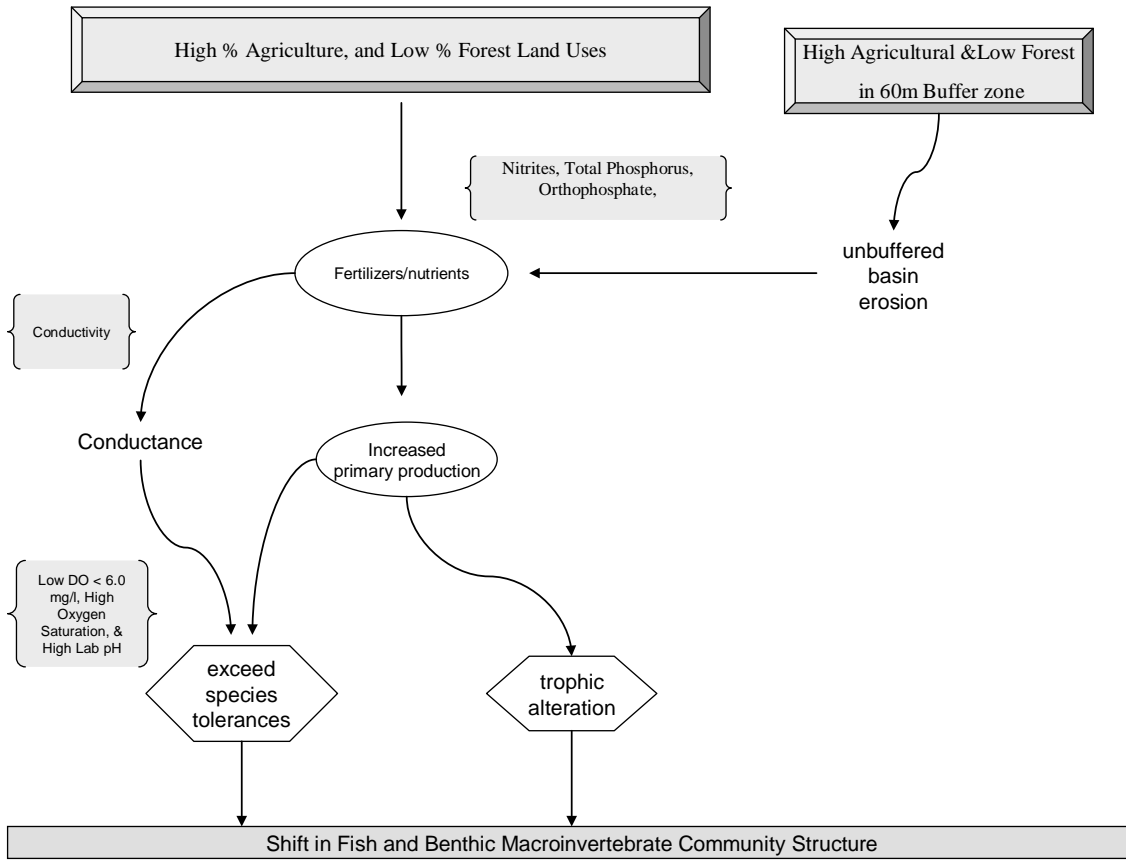 High % Agriculture, and Low % Forest Land Uses
High Agricultural &Low Forest
in 60m Buffer zone
Nitrites, Total Phosphorus,
Orthophosphate,
Fertilizers/nutrients
unbuffered
basin
erosion
Conductivity
Conductance
Increased
primary production
Low DO < 6.0
mg/l, High
Oxygen
Saturation, &
High Lab pH
exceed
species
tolerances
trophic
alteration
Shift in Fish and Benthic Macroinvertebrate Community Structure